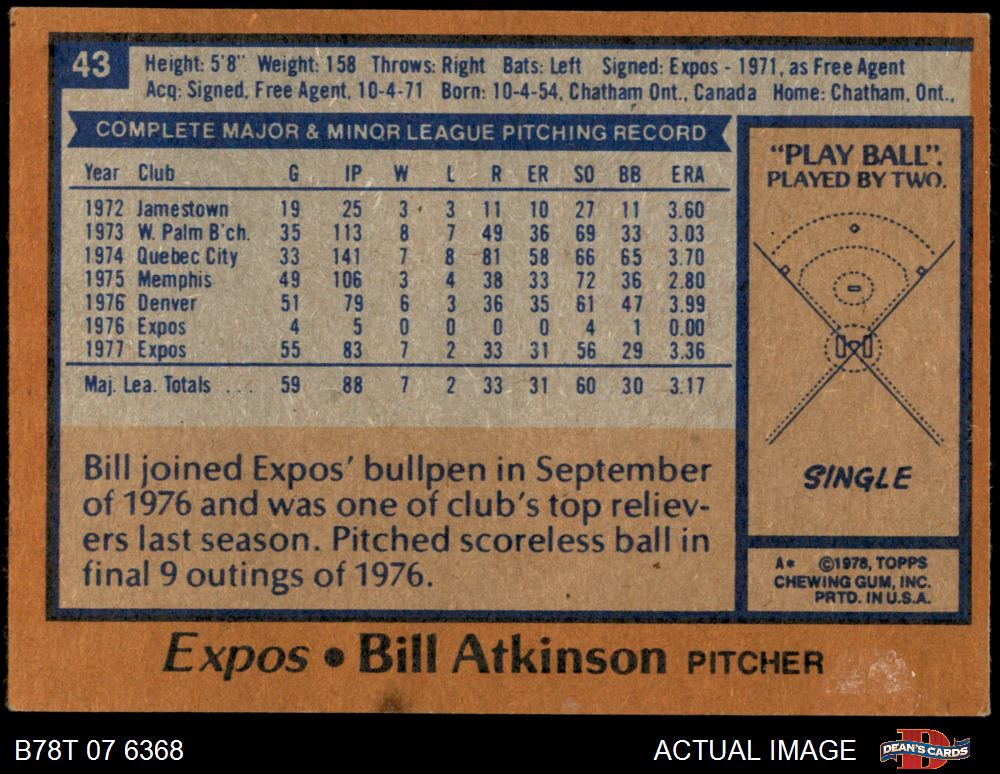 43
Height: 5'8" Weight: 158 Throws: Right Bats: Left Signed: Expos - 1971, as Free Agent
Acq: Signed, Free Agent, 10-4-71 Born: 10-4-54, Chatham Ont., Canada Home: Chatham, Ont.,
COMPLETE MAJOR & MINOR LEAGUE PITCHING RECORD
Year Club G IP W L R ER SO BB ERA
1972 Jamestown 19 25 3 3 11 10 27 11 3.60
1973 W. Palm B'ch. 35 113 8 7 49 36 69 33 3.03
1974 Quebec City 33 141 7 8 81 58 66 65 3.70
1975 Memphis 49 106 3 4 38 33 72 36 2.80
1976 Denver 51 79 6 3 36 35 61 47 3.99
1976 Expos 4 5 0 0 0 0 4 1 0.00
1977 Expos 55 83 7 2 33 31 56 29 3.36
Maj. Lea. Totals ... 59 88 7 2 33 31 60 30 3.17
Bill joined Expos' bullpen in September
of 1976 and was one of club's top reliev-
ers last season. Pitched scoreless ball in
final 9 outings of 1976.
"PLAY BALL".
PLAYED BY TWO.
SINGLE
A* ©1978, TOPPS
CHEWING GUM, INC.
PRTD. IN U.S.A.
Expos • Bill Atkinson PITCHER
B78T 07 6368
ACTUAL IMAGE
DEAN'S CARDS